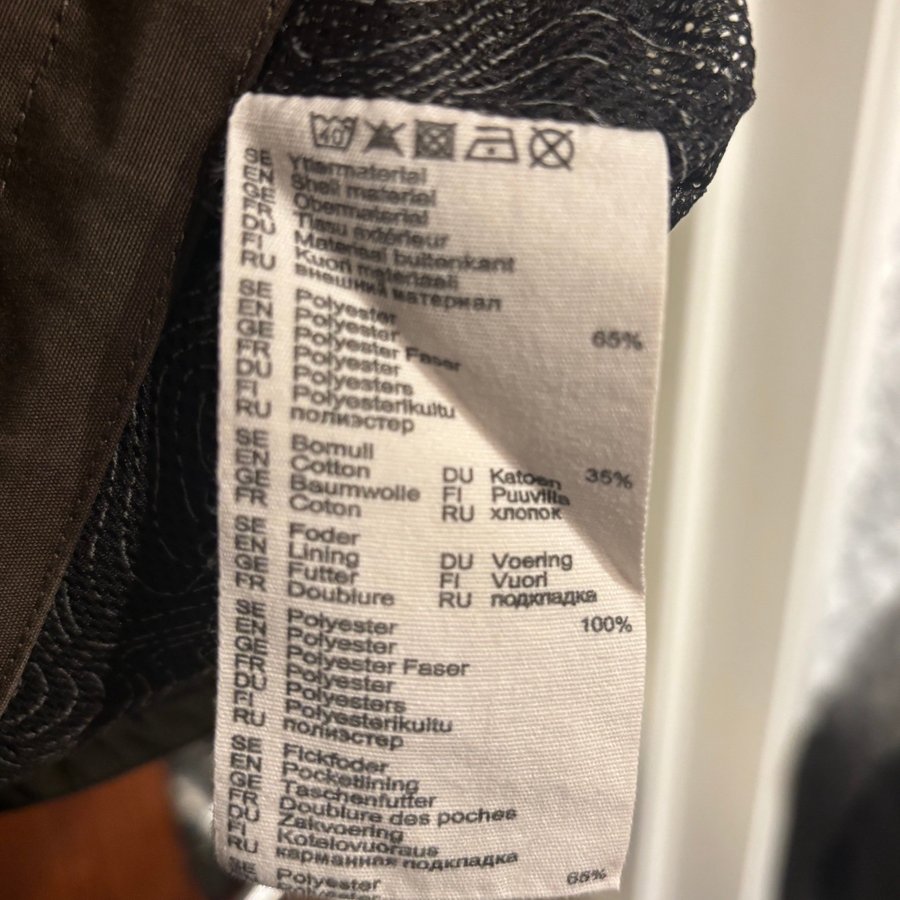 40
SE Yttermaterial
EN Shell material
GE Obermaterial
FR Tissu extérieur
DU Materiaal buitenkant
FI Kuori materiaali
RU внешний материал
SE Polyester 65%
EN Polyester
GE Polyester Faser
FR Polyester
DU Polyesters
FI Polyesterikuitu
RU полиэстер
SE Bomull
EN Cotton DU Katoen 35%
GE Baumwolle FI Puuvilla
FR Coton RU хлопок
SE Foder
EN Lining DU Voering
GE Futter FI Vuori
FR Doublure RU подкладка
SE Polyester 100%
EN Polyester
GE Polyester Faser
FR Polyester
DU Polyesters
FI Polyesterikuitu
RU полиэстер
SE Fickfoder
EN Pocketlining
GE Taschenfutter
FR Doublure des poches
DU Zakvoering
FI Kotelovuoraus
RU карманная подкладка
SE Polyester 65%
Polyester